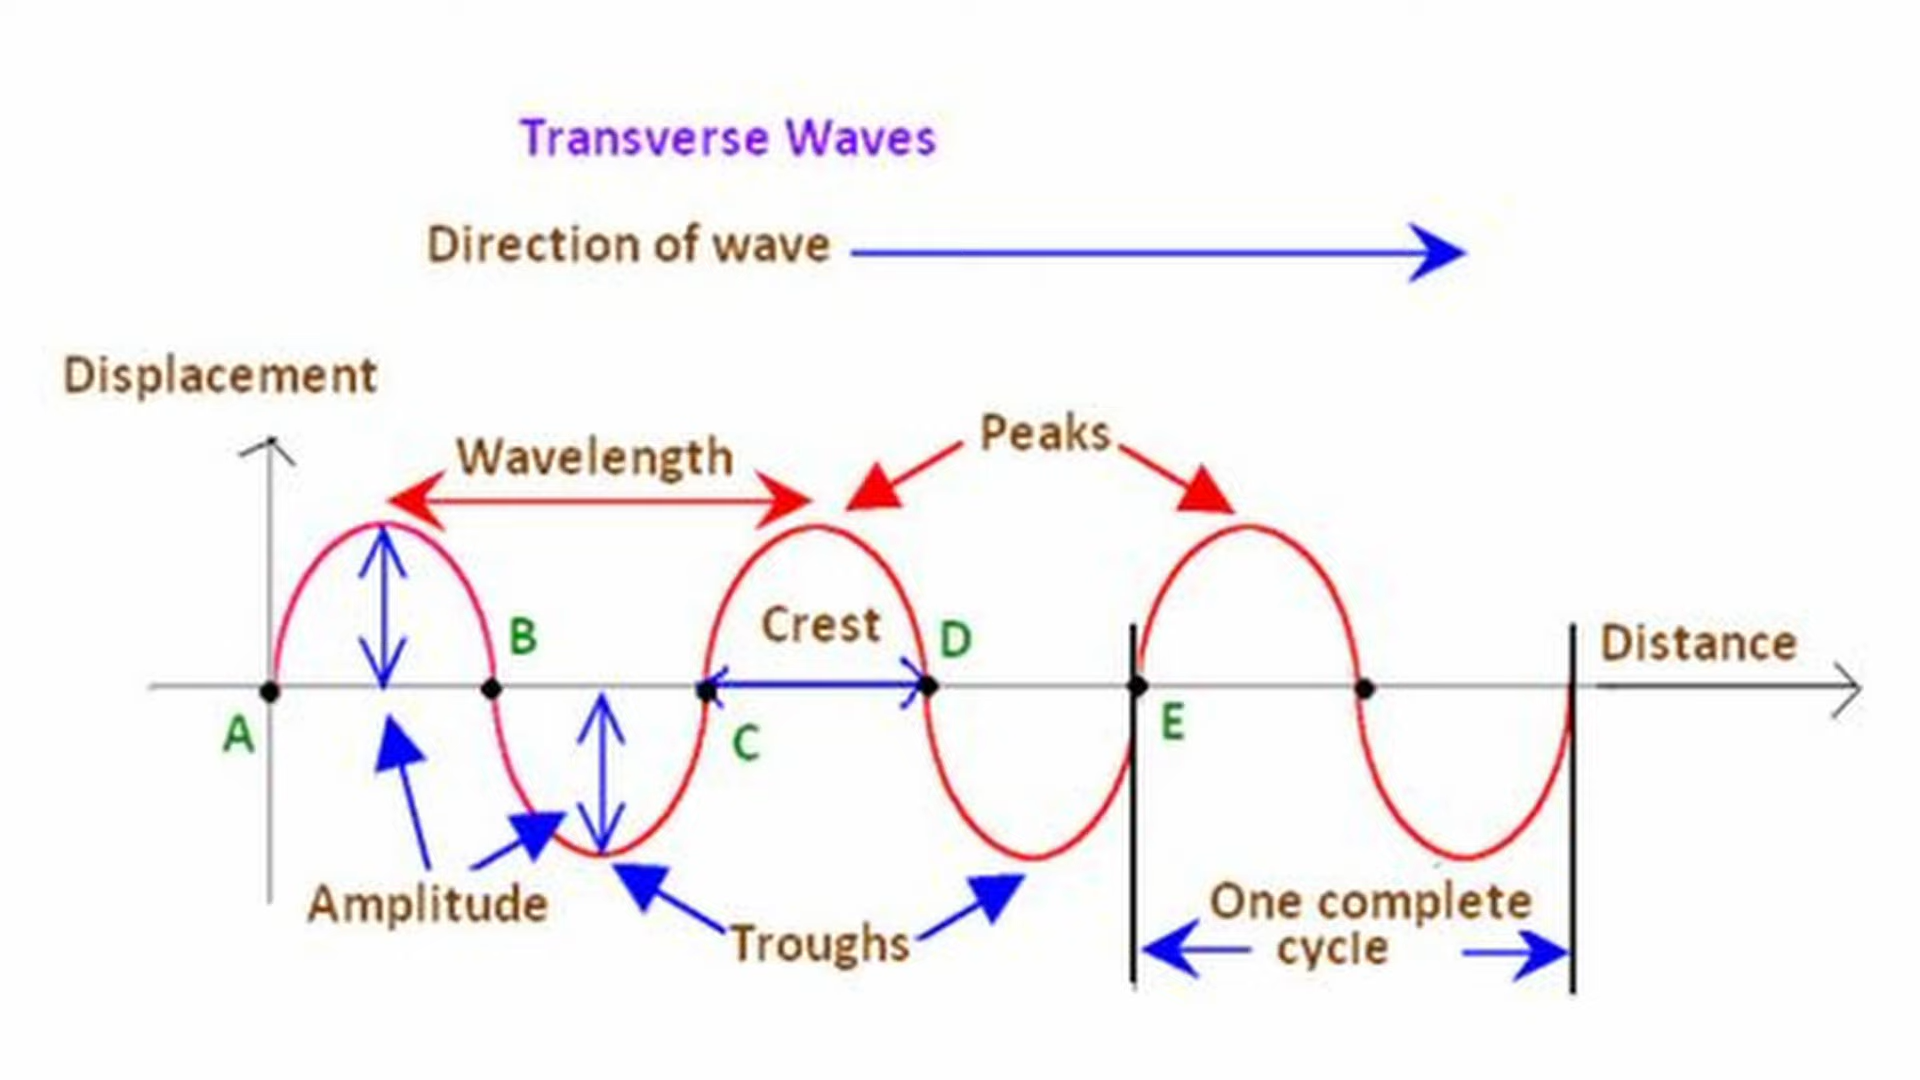 Transverse Waves
Direction of wave
Displacement
Wavelength
Peaks
B
Crest
D
Distance
A
C
E
Amplitude
Troughs
One complete
cycle